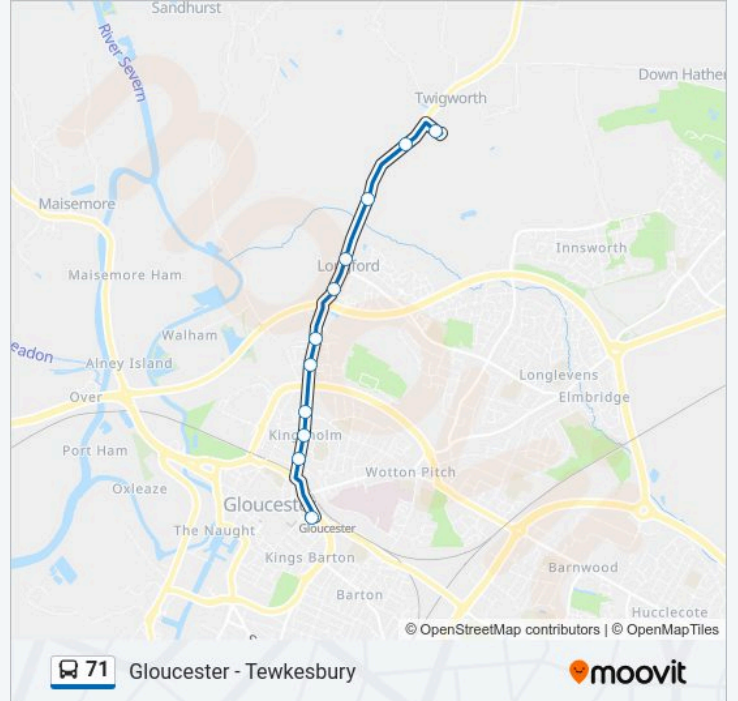 Sandhurst
River Severn
Down Hathe
Twigworth
Maisemore
Innsworth
Longford
Maisemore Ham
Walham
eadon
Alney Island
Longlevens
Over
Elmbridge
Kingsholm
Port Ham
Wotton Pitch
Oxleaze
Gloucest
Gloucester
The Naught
Kings Barton
Barnwood
Barton
Hucclecote
© OpenStreetMap contributors | © OpenMapTiles
71 Gloucester - Tewkesbury
moovit